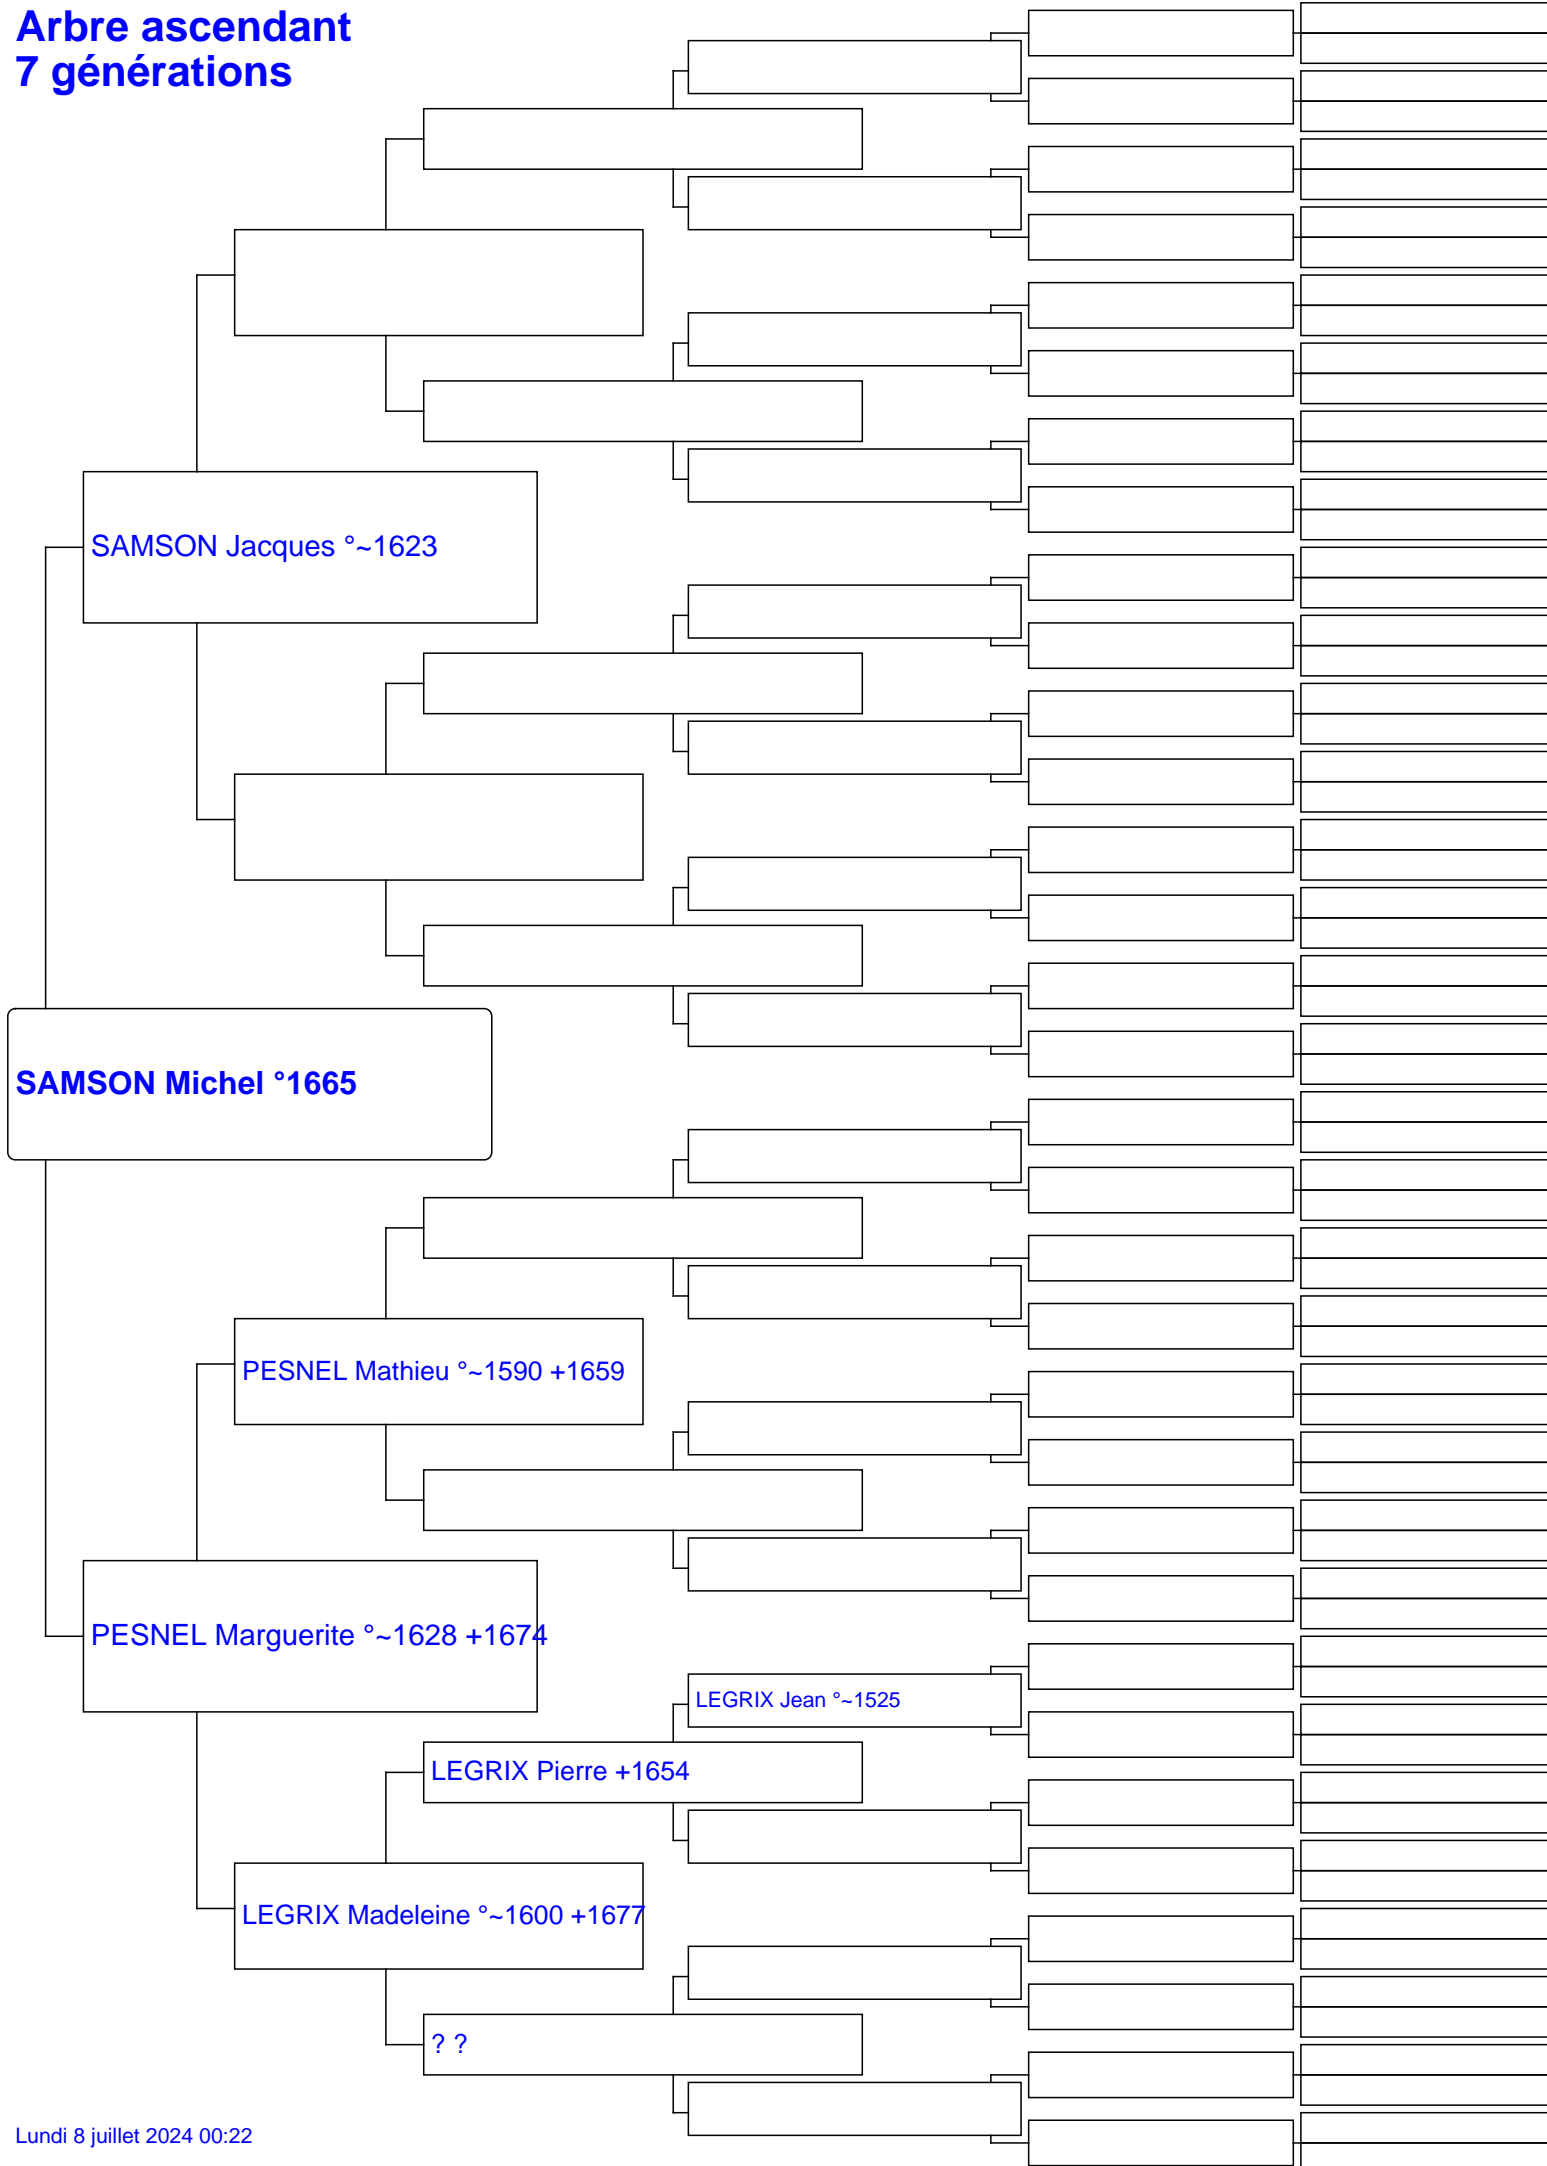 Arbre ascendant
7 générations
SAMSON Jacques °~1623
SAMSON Michel °1665
PESNEL Mathieu °~1590 +1659
PESNEL Marguerite °~1628 +1674
LEGRIX Jean °~1525
LEGRIX Pierre +1654
LEGRIX Madeleine °~1600 +1677
? ?
Lundi 8 juillet 2024 00:22